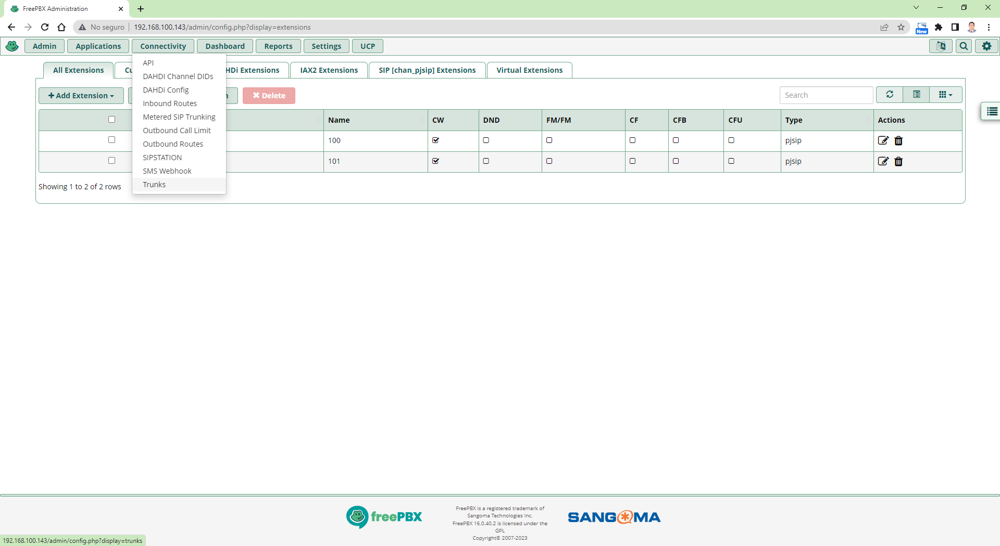 FreePBX Administration
No seguro 192.168.100.143/admin/config.php?display=extensions
New
Admin Applications Connectivity Dashboard Reports Settings UCP
All Extensions Cu HDi Extensions IAX2 Extensions SIP [chan_pjsip] Extensions Virtual Extensions
API
DAHDI Channel DIDs
DAHDi Config
Inbound Routes
Metered SIP Trunking
Outbound Call Limit
Outbound Routes
SIPSTATION
SMS Webhook
Trunks
Add Extension n Delete Search
Name CW DND FM/FM CF CFB CFU Type Actions
100 pjsip
101 pjsip
Showing 1 to 2 of 2 rows
freePBX
FreePBX is a registered trademark of
Sangoma Technologies Inc.
FreePBX 16.0.40.2 is licensed under the
GPL
Copyright© 2007-2023
SANGOMA
192.168.100.143/admin/config.php?display=trunks